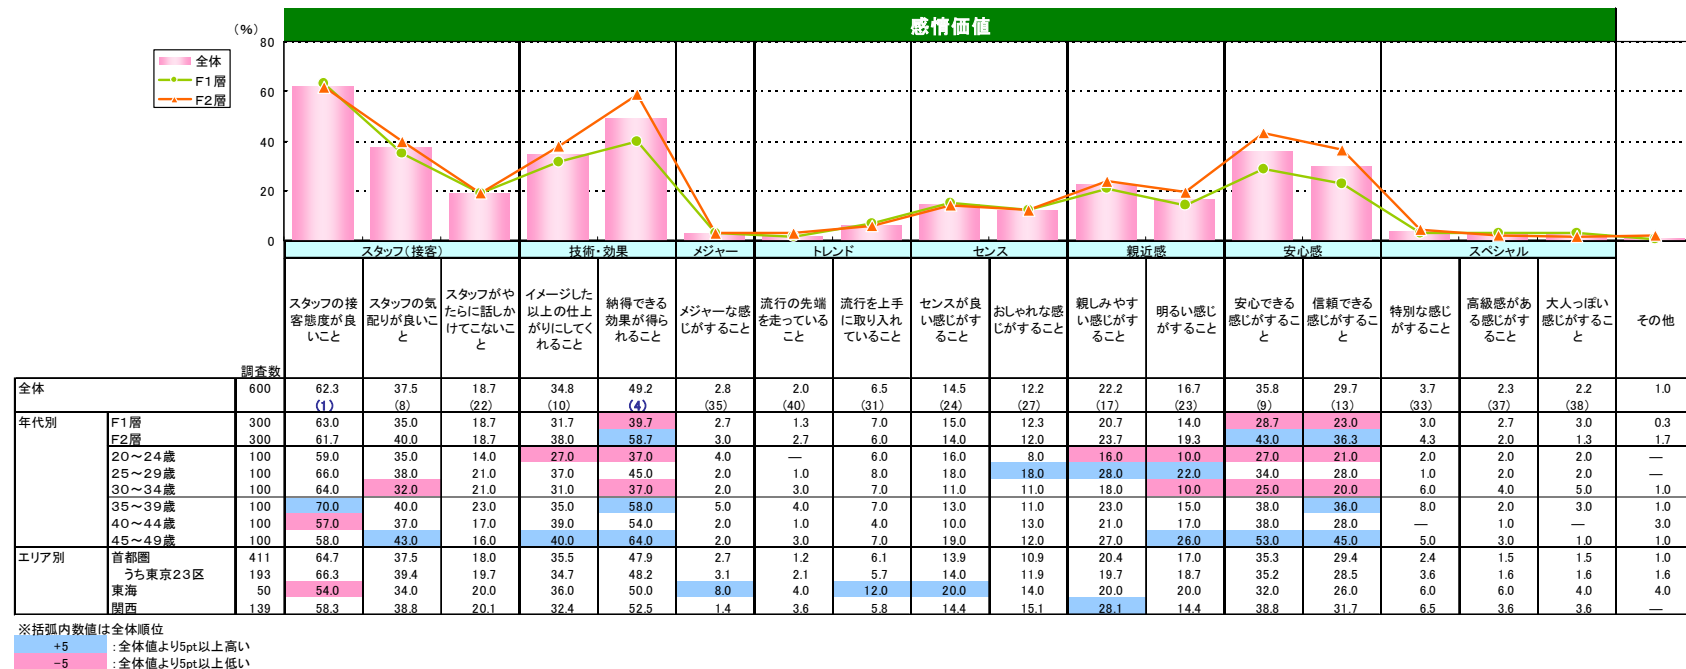 感情価値
(%)
80
60
40
20
0
全体
F1層
F2層
スタッフ(接客) 技術・効果 メジャー トレンド センス 親近感 安心感 スペシャル
スタッフの接客態度が良いこと
スタッフの気配りが良いこと
スタッフがやたらに話しかけてこないこと
イメージした以上の仕上がりにしてくれること
納得できる効果が得られること
メジャーな感じがすること
流行の先端を走っていること
流行を上手に取り入れていること
センスが良い感じがすること
おしゃれな感じがすること
親しみやすい感じがすること
明るい感じがすること
安心できる感じがすること
信頼できる感じがすること
特別な感じがすること
高級感がある感じがすること
大人っぽい感じがすること
その他
調査数
全体 600 62.3 37.5 18.7 34.8 49.2 2.8 2.0 6.5 14.5 12.2 22.2 16.7 35.8 29.7 3.7 2.3 2.2 1.0
(1) (8) (22) (10) (4) (35) (40) (31) (24) (27) (17) (23) (9) (13) (33) (37) (38)
年代別 F1層 300 63.0 35.0 18.7 31.7 39.7 2.7 1.3 7.0 15.0 12.3 20.7 14.0 28.7 23.0 3.0 2.7 3.0 0.3
F2層 300 61.7 40.0 18.7 38.0 58.7 3.0 2.7 6.0 14.0 12.0 23.7 19.3 43.0 36.3 4.3 2.0 1.3 1.7
20～24歳 100 59.0 35.0 14.0 27.0 37.0 4.0 — 6.0 16.0 8.0 16.0 10.0 27.0 21.0 2.0 2.0 2.0 —
25～29歳 100 66.0 38.0 21.0 37.0 45.0 2.0 1.0 8.0 18.0 18.0 28.0 22.0 34.0 28.0 1.0 2.0 2.0 —
30～34歳 100 64.0 32.0 21.0 31.0 37.0 2.0 3.0 7.0 11.0 11.0 18.0 10.0 25.0 20.0 6.0 4.0 5.0 1.0
35～39歳 100 70.0 40.0 23.0 35.0 58.0 5.0 4.0 7.0 13.0 11.0 23.0 15.0 38.0 36.0 8.0 2.0 3.0 1.0
40～44歳 100 57.0 37.0 17.0 39.0 54.0 2.0 1.0 4.0 10.0 13.0 21.0 17.0 38.0 28.0 — 1.0 — 3.0
45～49歳 100 58.0 43.0 16.0 40.0 64.0 2.0 3.0 7.0 19.0 12.0 27.0 26.0 53.0 45.0 5.0 3.0 1.0 1.0
エリア別 首都圏 411 64.7 37.5 18.0 35.5 47.9 2.7 1.2 6.1 13.9 10.9 20.4 17.0 35.3 29.4 2.4 1.5 1.5 1.0
うち東京23区 193 66.3 39.4 19.7 34.7 48.2 3.1 2.1 5.7 14.0 11.9 19.7 18.7 35.2 28.5 3.6 1.6 1.6 1.6
東海 50 54.0 34.0 20.0 36.0 50.0 8.0 4.0 12.0 20.0 14.0 20.0 20.0 32.0 26.0 6.0 6.0 4.0 4.0
関西 139 58.3 38.8 20.1 32.4 52.5 1.4 3.6 5.8 14.4 15.1 28.1 14.4 38.8 31.7 6.5 3.6 3.6 —
※括弧内数値は全体順位
+5 :全体値より5pt以上高い
-5 :全体値より5pt以上低い